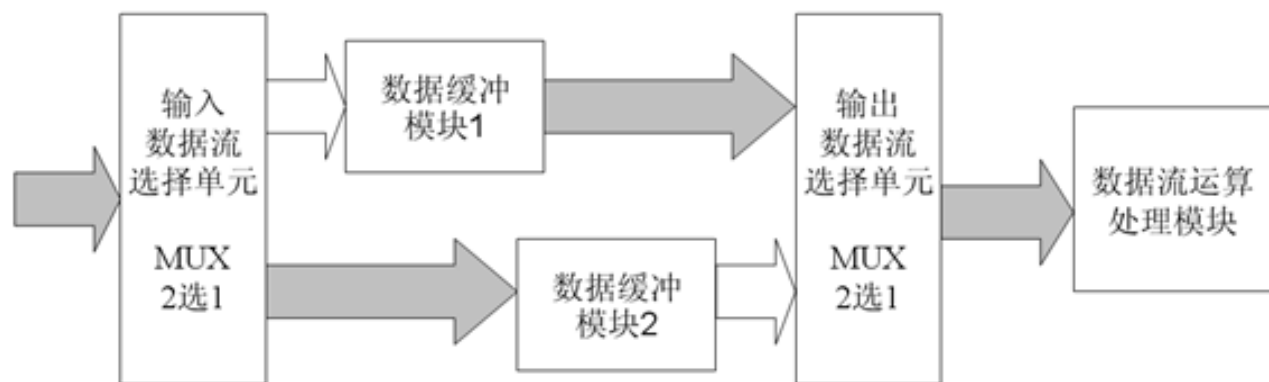 输入
数据流
选择单元
MUX
2选1
数据缓冲
模块1
数据缓冲
模块2
输出
数据流
选择单元
MUX
2选1
数据流运算
处理模块